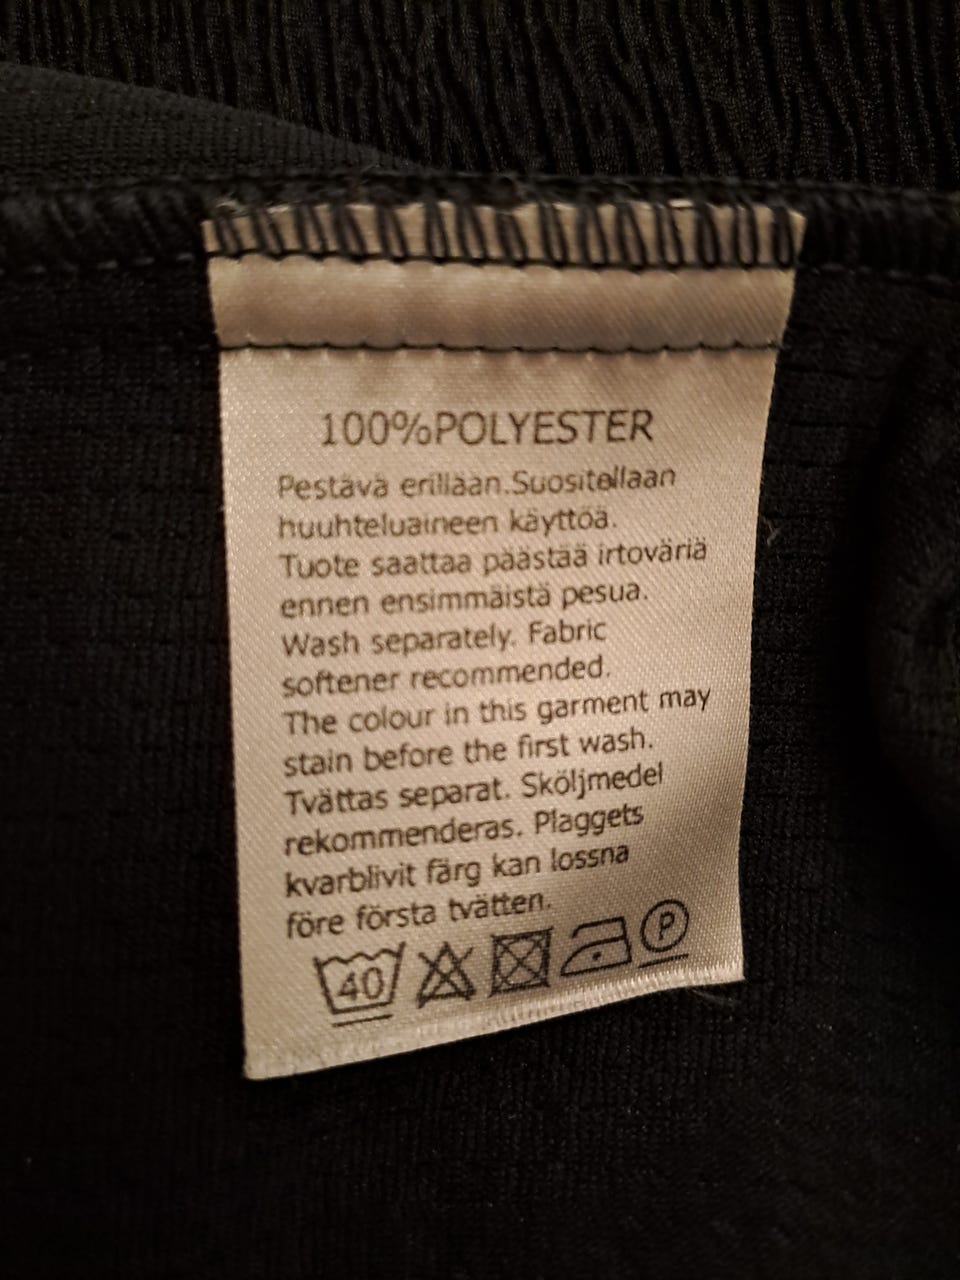 100%POLYESTER
Pestävä erillään.Suositellaan
huuhteluaineen käyttöä.
Tuote saattaa päästää irtoväriä
ennen ensimmäistä pesua.
Wash separately. Fabric
softener recommended.
The colour in this garment may
stain before the first wash.
Tvättas separat. Sköljmedel
rekommenderas. Plaggets
kvarblivit färg kan lossna
före första tvätten.
40 P